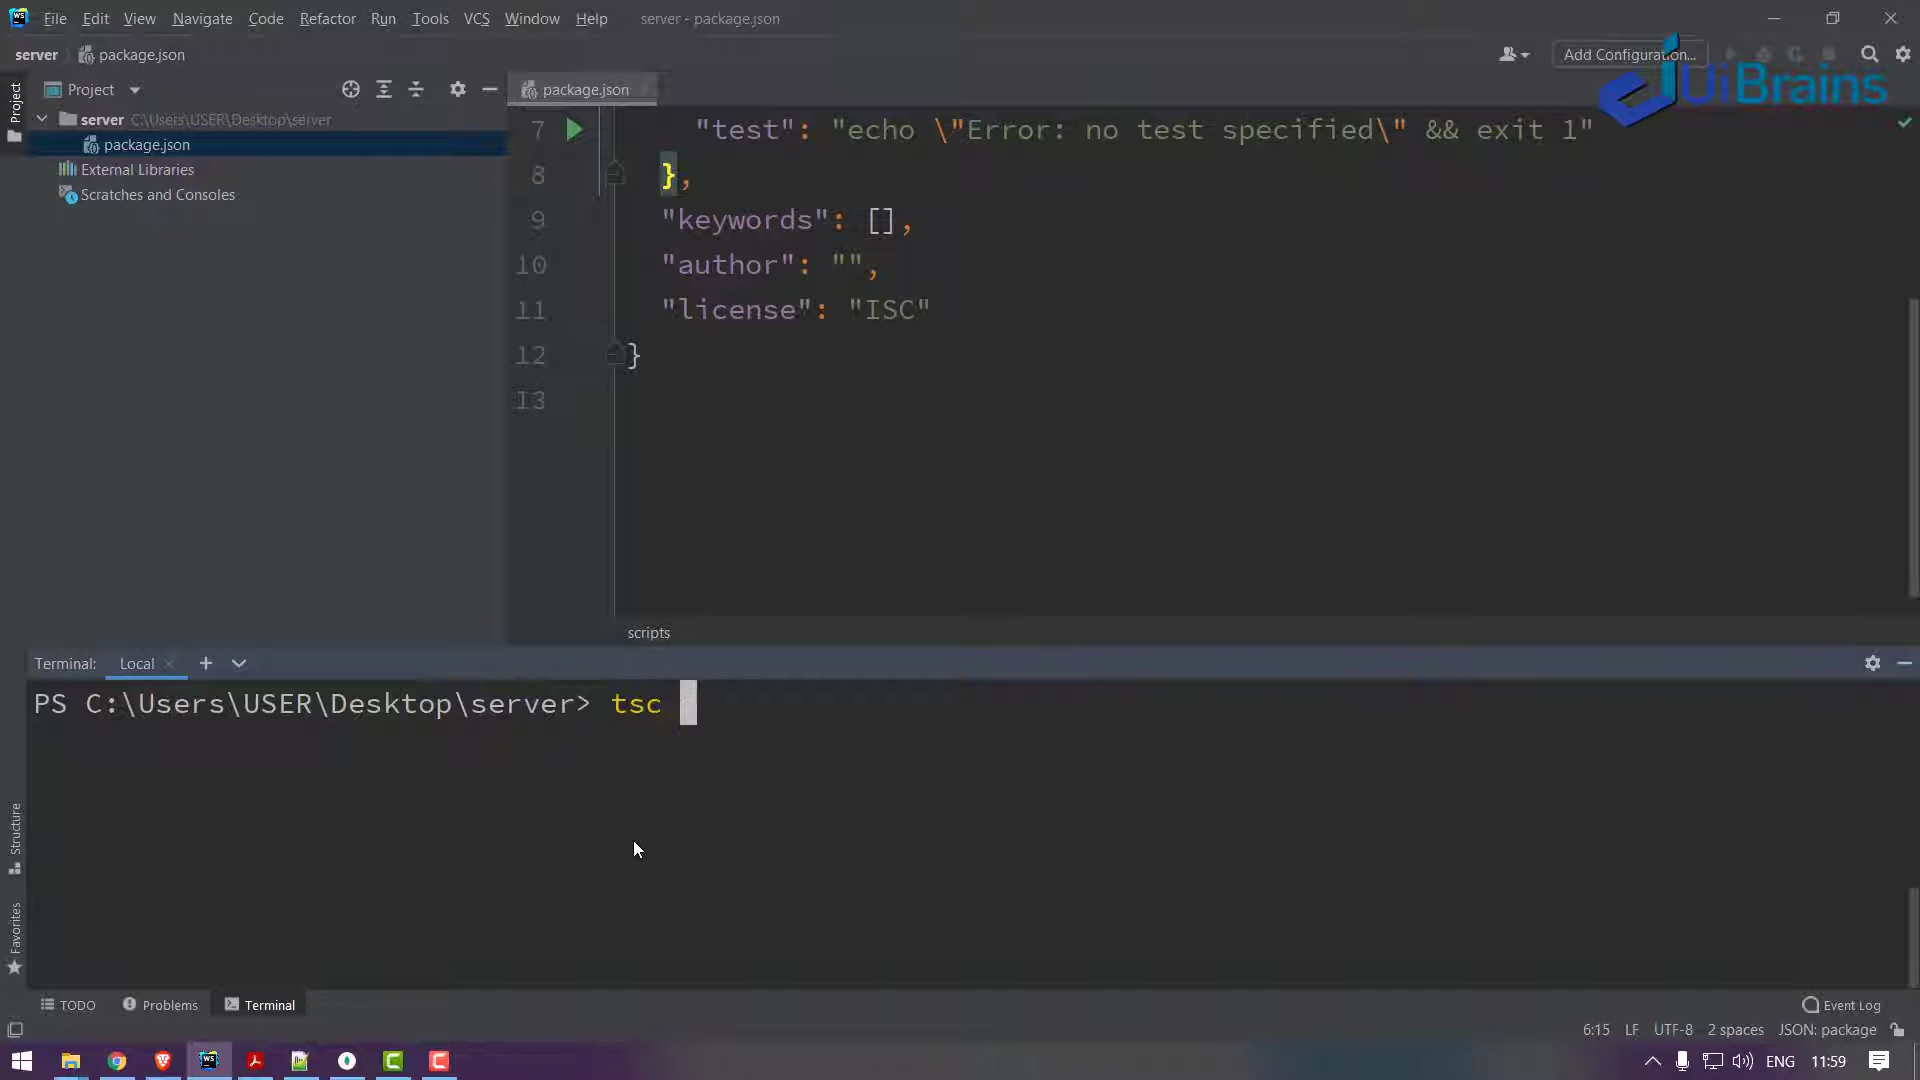 File Edit View Navigate Code Refactor Run Tools VCS Window Help server - package.json
server package.json
Add Configuration...
UiBrains
Project
Project
package.json
server C:\Users\USER\Desktop\server
package.json
External Libraries
Scratches and Consoles
7 "test": "echo \"Error: no test specified\" && exit 1"
8 },
9 "keywords": [],
10 "author": "",
11 "license": "ISC"
12 }
13
scripts
Terminal: Local
PS C:\Users\USER\Desktop\server> tsc
Structure
Favorites
TODO Problems Terminal
Event Log
6:15 LF UTF-8 2 spaces JSON: package
WS
ENG 11:59